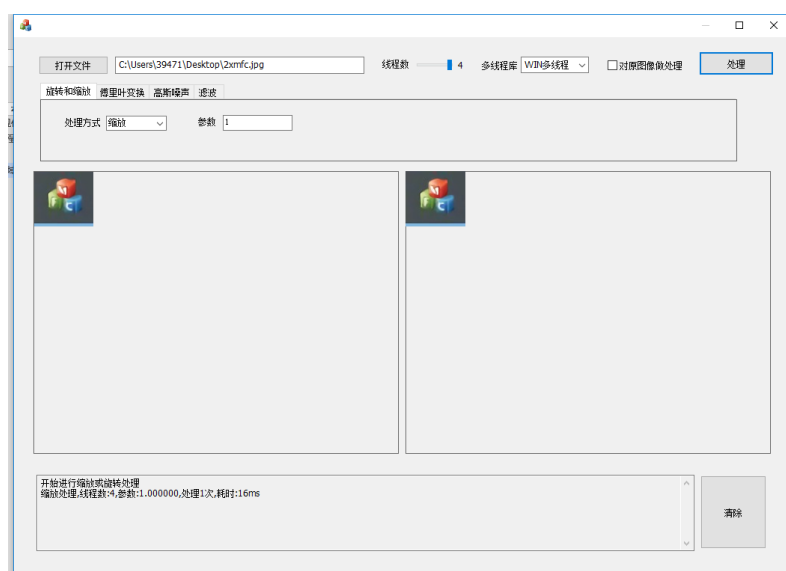 打开文件 C:\Users\39471\Desktop\2xmfc.jpg 线程数 4 多线程库 WIN多线程 对原图像做处理 处理
旋转和缩放 傅里叶变换 高斯噪声 滤波
处理方式 缩放 参数 1
M F C
M F C
开始进行缩放或旋转处理
缩放处理,线程数:4,参数:1.000000,处理1次,耗时:16ms
清除